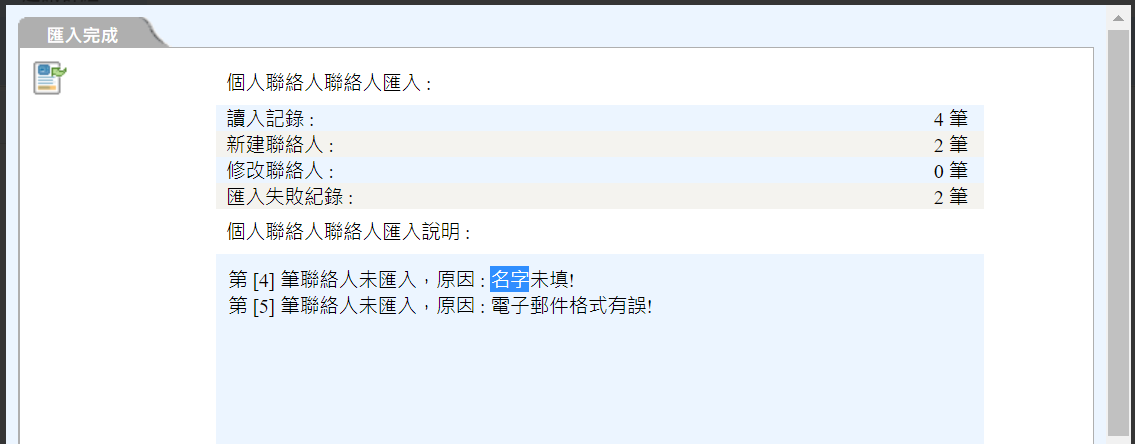 匯入完成
個人聯絡人聯絡人匯入 :
讀入記錄 : 4 筆
新建聯絡人 : 2 筆
修改聯絡人 : 0 筆
匯入失敗紀錄 : 2 筆
個人聯絡人聯絡人匯入說明 :
第 [4] 筆聯絡人未匯入，原因 : 名字未填!
第 [5] 筆聯絡人未匯入，原因 : 電子郵件格式有誤!